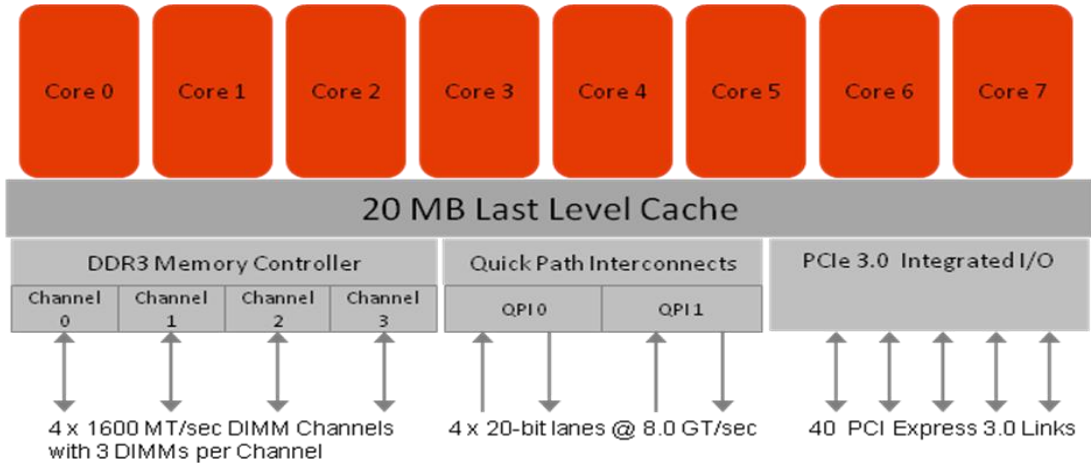 Core 0
Core 1
Core 2
Core 3
Core 4
Core 5
Core 6
Core 7
20 MB Last Level Cache
DDR3 Memory Controller
Quick Path Interconnects
PCIe 3.0 Integrated I/O
Channel
0
Channel
1
Channel
2
Channel
3
QPI 0
QPI 1
4 x 1600 MT/sec DIMM Channels
with 3 DIMMs per Channel
4 x 20-bit lanes @ 8.0 GT/sec
40 PCI Express 3.0 Links